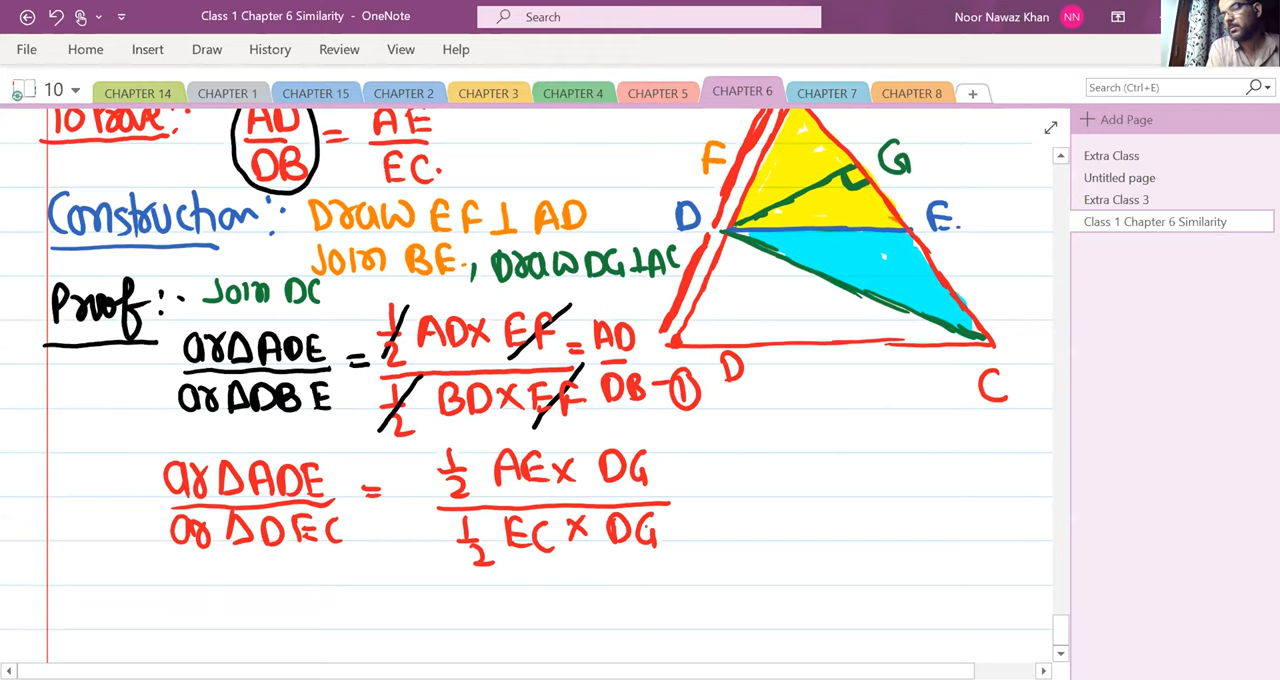 Class 1 Chapter 6 Similarity - OneNote
Search
Noor Nawaz Khan NN
File Home Insert Draw History Review View Help
10 CHAPTER 14 CHAPTER 1 CHAPTER 15 CHAPTER 2 CHAPTER 3 CHAPTER 4 CHAPTER 5 CHAPTER 6 CHAPTER 7 CHAPTER 8 +
Search (Ctrl+E)
Add Page
Extra Class
Untitled page
Extra Class 3
Class 1 Chapter 6 Similarity
To Prove:
AD/DB = AE/EC.
Construction: Draw EF ⊥ AD
Join BE., Draw DG ⊥ AC
Proof:- Join DC
ar△ADE/ar△DBE = ½ AD × EF / ½ BD × EF = AD/DB -①
ar△ADE/ar△DEC = ½ AE × DG / ½ EC × DG
F
G
D
E.
D
C